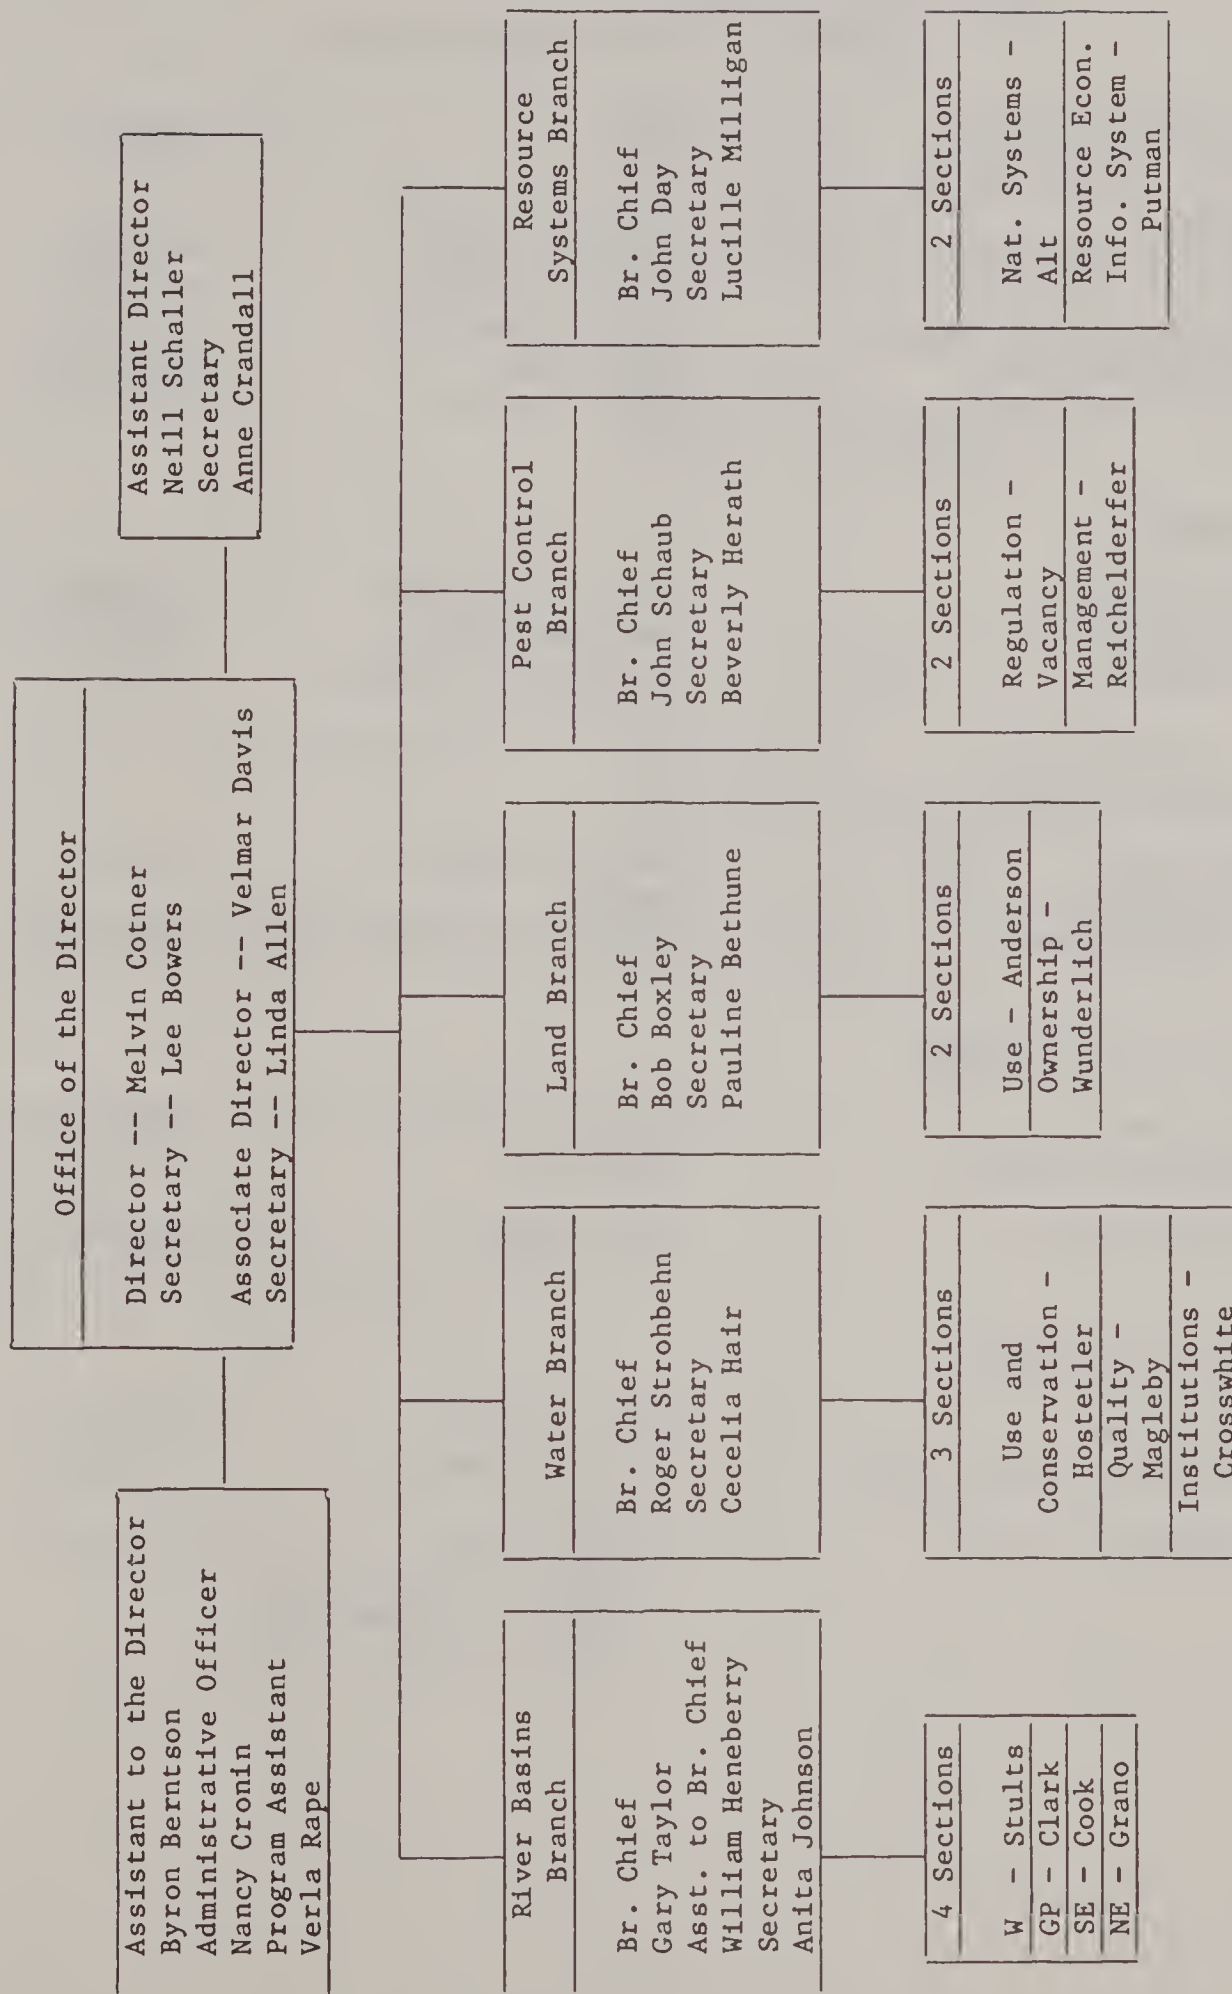 Office of the Director
Director -- Melvin Cotner
Secretary -- Lee Bowers
Associate Director -- Velmar Davis
Secretary -- Linda Allen
Assistant to the Director
Byron Berntson
Administrative Officer
Nancy Cronin
Program Assistant
Verla Rape
Assistant Director
Neill Schaller
Secretary
Anne Crandall
River Basins
Branch
Br. Chief
Gary Taylor
Asst. to Br. Chief
William Heneberry
Secretary
Anita Johnson
4 Sections
W - Stults
GP - Clark
SE - Cook
NE - Grano
Water Branch
Br. Chief
Roger Strohbehn
Secretary
Cecelia Hair
3 Sections
Use and
Conservation -
Hostetler
Quality -
Magleby
Institutions -
Crosswhite
Land Branch
Br. Chief
Bob Boxley
Secretary
Pauline Bethune
2 Sections
Use - Anderson
Ownership -
Wunderlich
Pest Control
Branch
Br. Chief
John Schaub
Secretary
Beverly Herath
2 Sections
Regulation -
Vacancy
Management -
Reichelderfer
Resource
Systems Branch
Br. Chief
John Day
Secretary
Lucille Milligan
2 Sections
Nat. Systems -
Alt
Resource Econ.
Info. System -
Putman